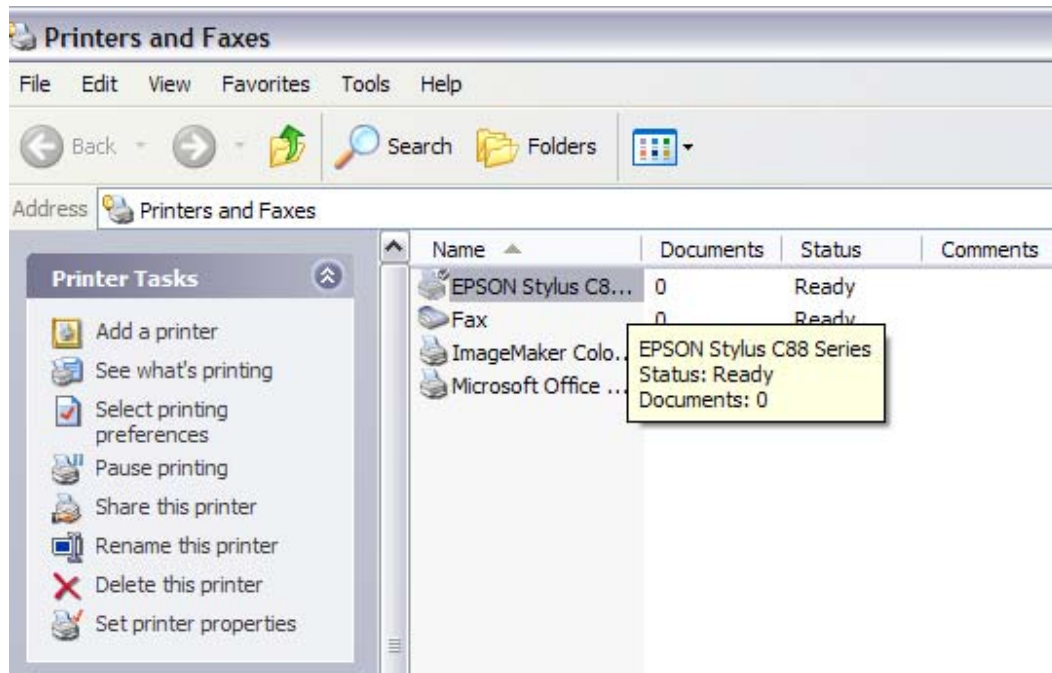 Printers and Faxes
File Edit View Favorites Tools Help
Back Search Folders
Address Printers and Faxes
Printer Tasks
Add a printer
See what's printing
Select printing
preferences
Pause printing
Share this printer
Rename this printer
Delete this printer
Set printer properties
Name Documents Status Comments
EPSON Stylus C8... 0 Ready
Fax 0 Ready
ImageMaker Colo...
Microsoft Office ...
EPSON Stylus C88 Series
Status: Ready
Documents: 0